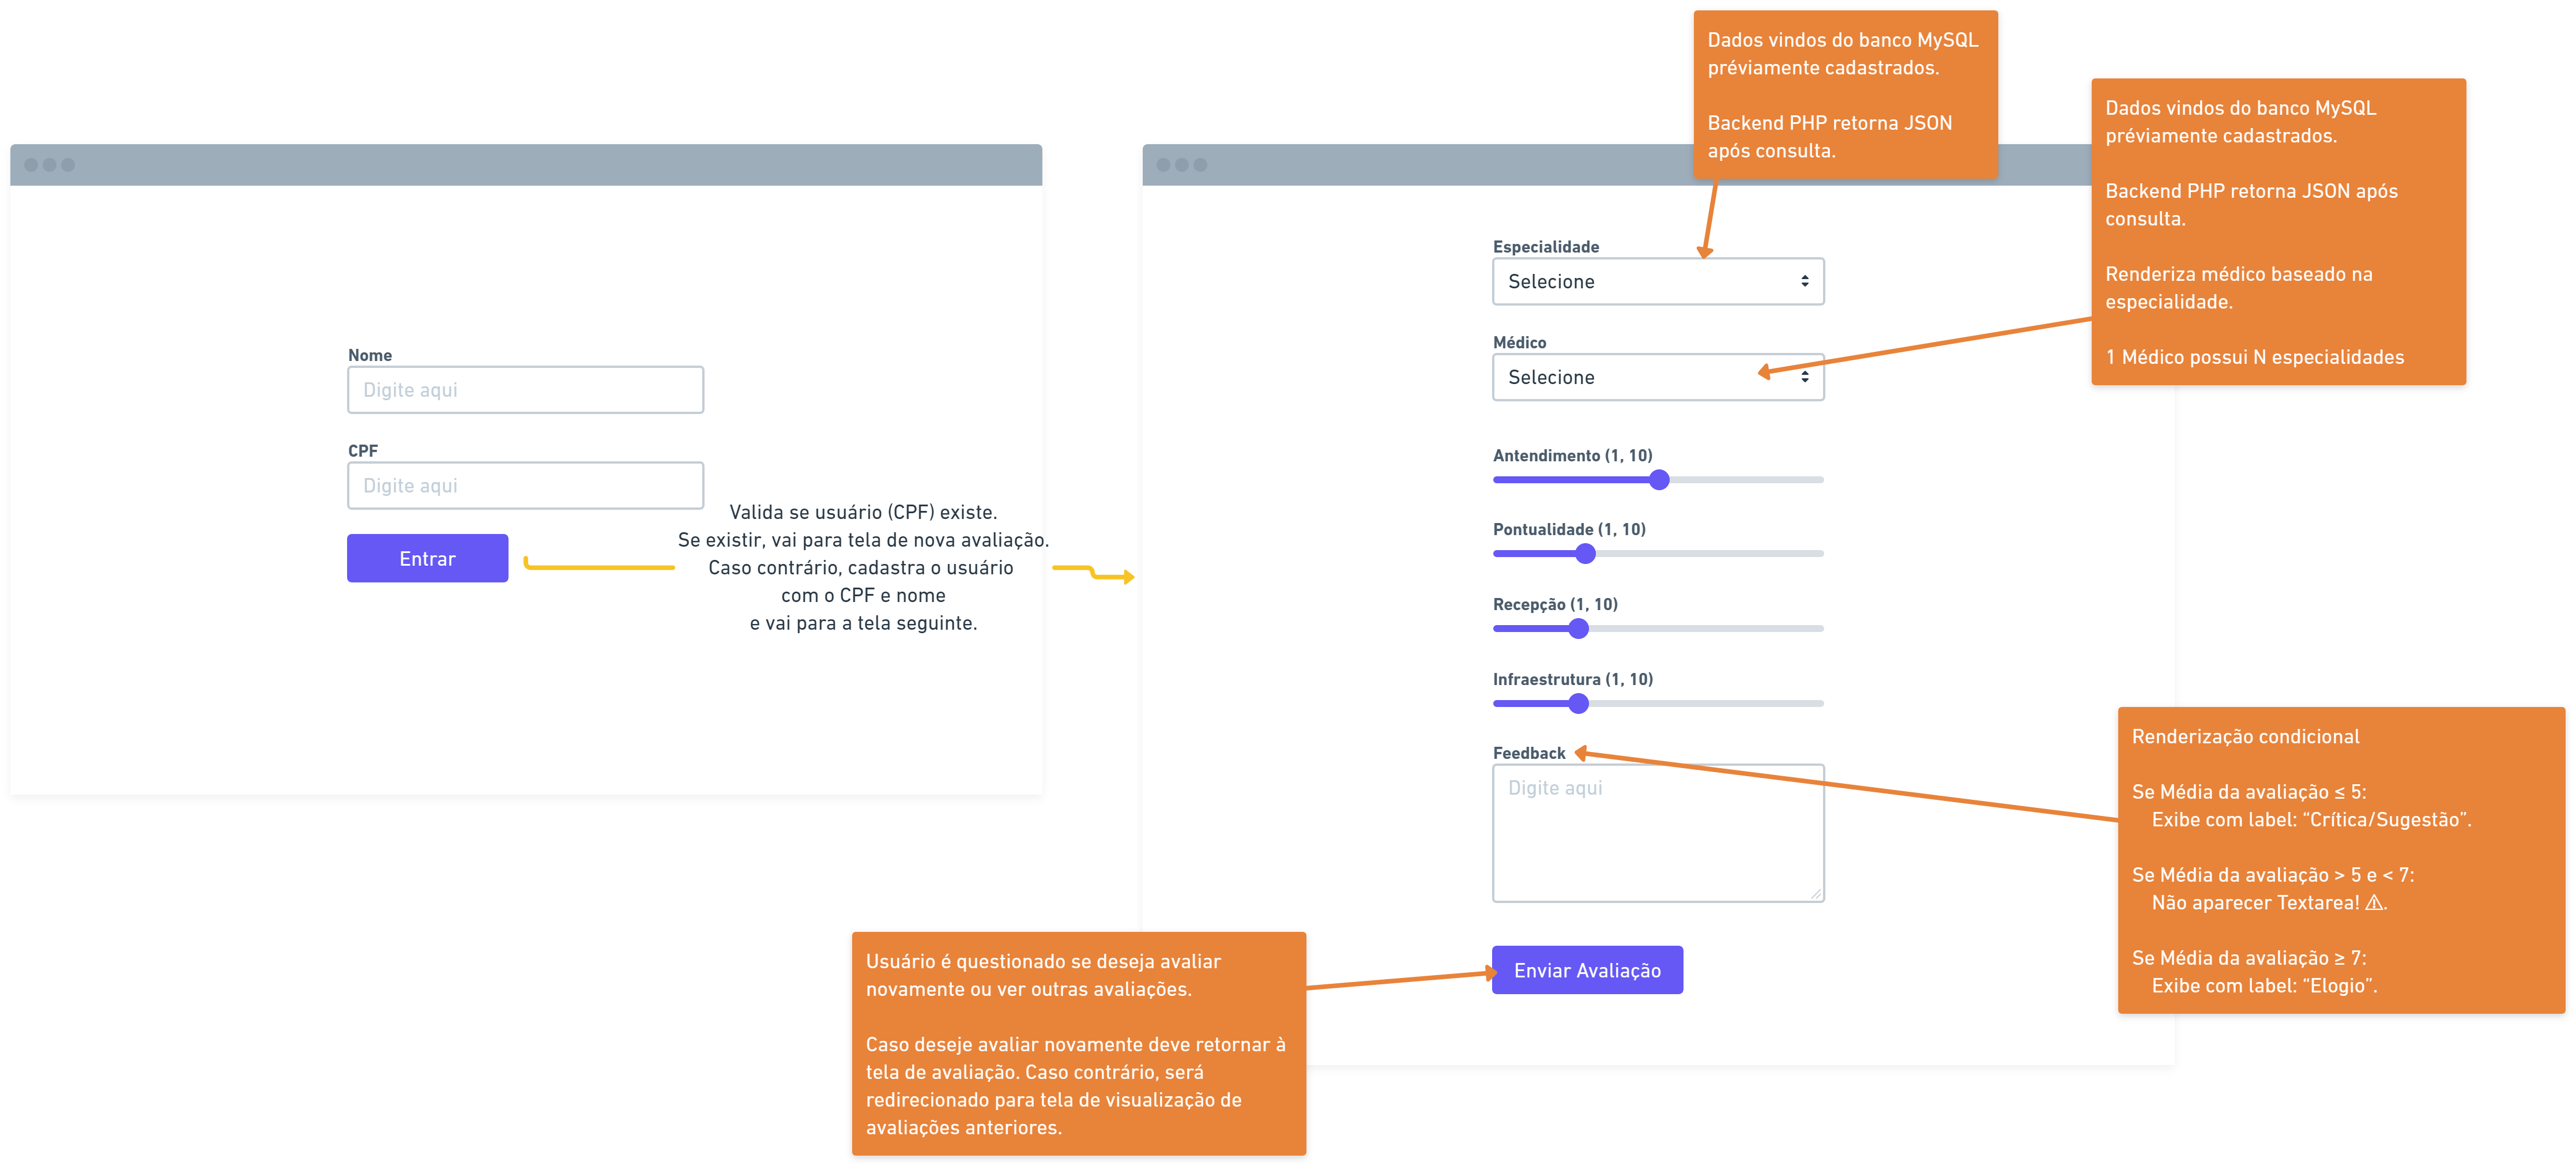 Nome
Digite aqui
CPF
Digite aqui
Entrar
Valida se usuário (CPF) existe.
Se existir, vai para tela de nova avaliação.
Caso contrário, cadastra o usuário
com o CPF e nome
e vai para a tela seguinte.
Dados vindos do banco MySQL
préviamente cadastrados.
Backend PHP retorna JSON
após consulta.
Dados vindos do banco MySQL
préviamente cadastrados.
Backend PHP retorna JSON após
consulta.
Renderiza médico baseado na
especialidade.
1 Médico possui N especialidades
Especialidade
Selecione
Médico
Selecione
Antendimento (1, 10)
Pontualidade (1, 10)
Recepção (1, 10)
Infraestrutura (1, 10)
Feedback
Digite aqui
Enviar Avaliação
Renderização condicional
Se Média da avaliação ≤ 5:
Exibe com label: “Crítica/Sugestão”.
Se Média da avaliação > 5 e < 7:
Não aparecer Textarea! ⚠.
Se Média da avaliação ≥ 7:
Exibe com label: “Elogio”.
Usuário é questionado se deseja avaliar
novamente ou ver outras avaliações.
Caso deseje avaliar novamente deve retornar à
tela de avaliação. Caso contrário, será
redirecionado para tela de visualização de
avaliações anteriores.